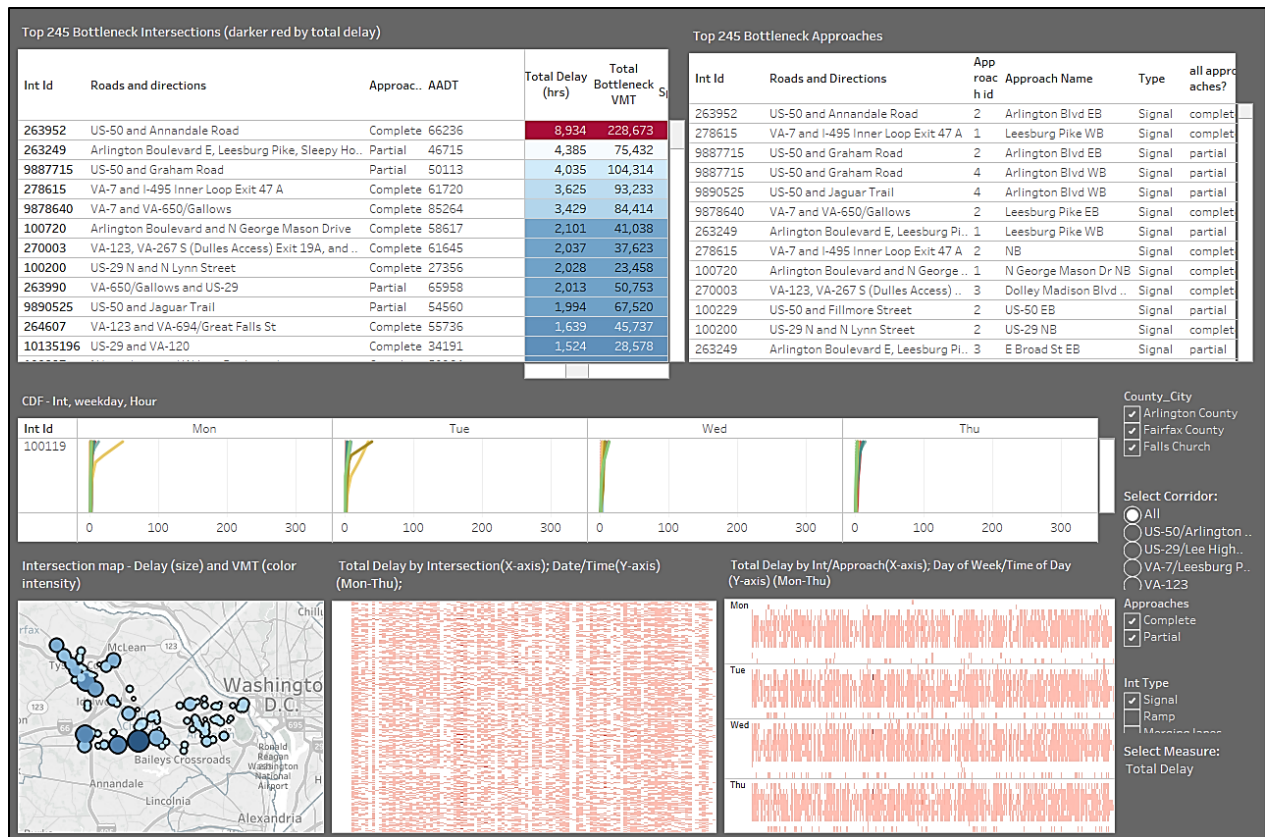 Top 245 Bottleneck Intersections (darker red by total delay)
Int Id Roads and directions Approac.. AADT Total Delay (hrs) Total Bottleneck VMT
263952 US-50 and Annandale Road Complete 66236 8,934 228,673
263249 Arlington Boulevard E, Leesburg Pike, Sleepy Ho.. Partial 46715 4,385 75,432
9887715 US-50 and Graham Road Partial 50113 4,035 104,314
278615 VA-7 and I-495 Inner Loop Exit 47 A Complete 61720 3,625 93,233
9878640 VA-7 and VA-650/Gallows Complete 85264 3,429 84,414
100720 Arlington Boulevard and N George Mason Drive Complete 58617 2,101 41,038
270003 VA-123, VA-267 S (Dulles Access) Exit 19A, and .. Complete 61645 2,037 37,623
100200 US-29 N and N Lynn Street Complete 27356 2,028 23,458
263990 VA-650/Gallows and US-29 Partial 65958 2,013 50,753
9890525 US-50 and Jaguar Trail Partial 54560 1,994 67,520
264607 VA-123 and VA-694/Great Falls St Complete 55736 1,639 45,737
10135196 US-29 and VA-120 Complete 34191 1,524 28,578
Top 245 Bottleneck Approaches
Int Id Roads and Directions App roac h id Approach Name Type all appro aches?
263952 US-50 and Annandale Road 2 Arlington Blvd EB Signal complet
278615 VA-7 and I-495 Inner Loop Exit 47 A 1 Leesburg Pike WB Signal complet
9887715 US-50 and Graham Road 2 Arlington Blvd EB Signal partial
9887715 US-50 and Graham Road 4 Arlington Blvd WB Signal partial
9890525 US-50 and Jaguar Trail 4 Arlington Blvd WB Signal partial
9878640 VA-7 and VA-650/Gallows 2 Leesburg Pike EB Signal complet
263249 Arlington Boulevard E, Leesburg Pi.. 1 Leesburg Pike WB Signal partial
278615 VA-7 and I-495 Inner Loop Exit 47 A 2 NB Signal complet
100720 Arlington Boulevard and N George .. 1 N George Mason Dr NB Signal complet
270003 VA-123, VA-267 S (Dulles Access) .. 3 Dolley Madison Blvd .. Signal complet
100229 US-50 and Fillmore Street 2 US-50 EB Signal partial
100200 US-29 N and N Lynn Street 2 US-29 NB Signal complet
263249 Arlington Boulevard E, Leesburg Pi.. 3 E Broad St EB Signal partial
CDF - Int, weekday, Hour
Int Id Mon Tue Wed Thu
100119
0 100 200 300 0 100 200 300 0 100 200 300 0 100 200 300
County_City
Arlington County
Fairfax County
Falls Church
Select Corridor:
All
US-50/Arlington ..
US-29/Lee High..
VA-7/Leesburg P..
VA-123
Approaches
Complete
Partial
Int Type
Signal
Ramp
Merging lanes
Select Measure:
Total Delay
Intersection map - Delay (size) and VMT (color
intensity)
McLean
123
Washingto
D.C.
123
66
695
Ronald
Reagan
Washington
National
Airport
Baileys Crossroads
Annandale
Lincolnia
Alexandria
Total Delay by Intersection(X-axis); Date/Time(Y-axis)
(Mon-Thu);
Total Delay by Int/Approach(X-axis); Day of Week/Time of Day
(Y-axis) (Mon-Thu)
Mon
Tue
Wed
Thu